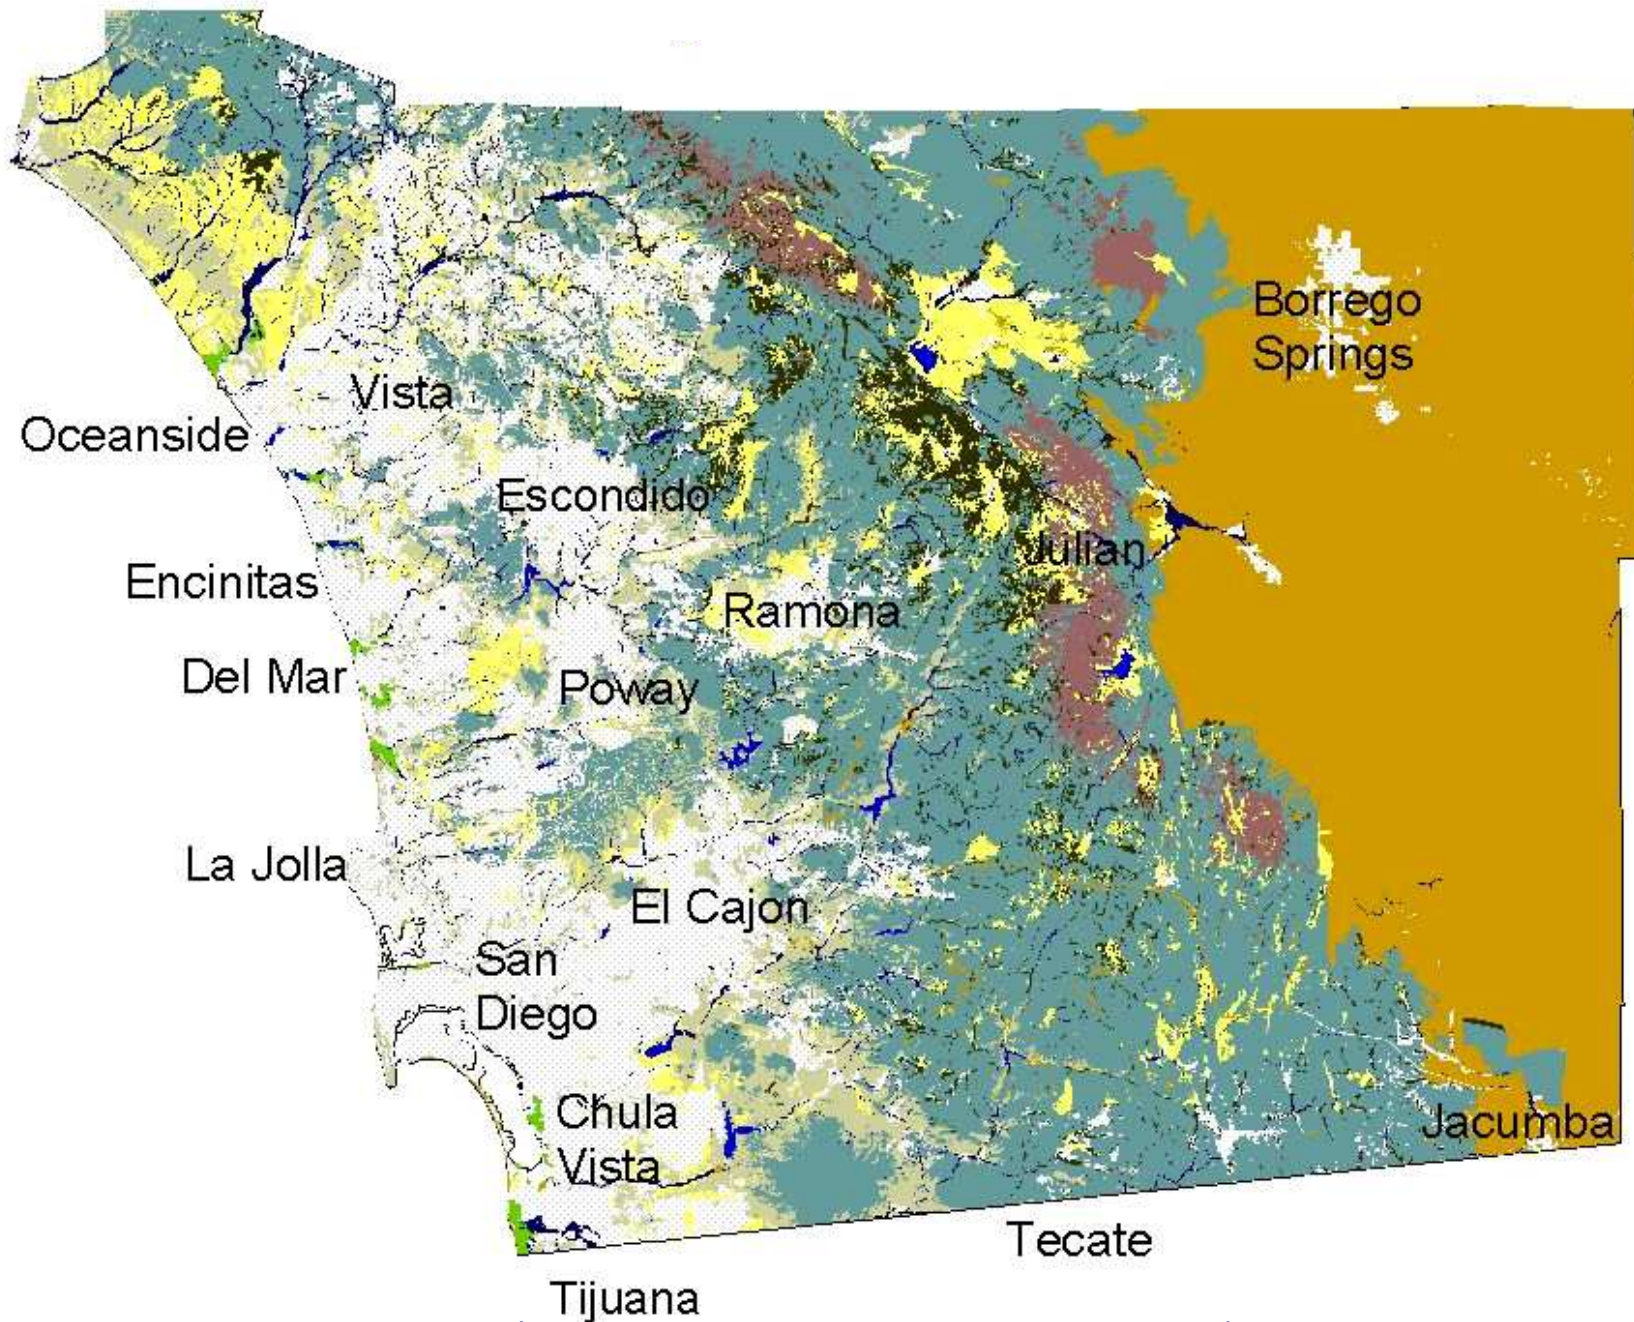 Borrego
Springs
Vista
Oceanside
Escondido
Julian
Encinitas
Ramona
Del Mar
Poway
La Jolla
El Cajon
San
Diego
Chula
Vista
Jacumba
Tecate
Tijuana